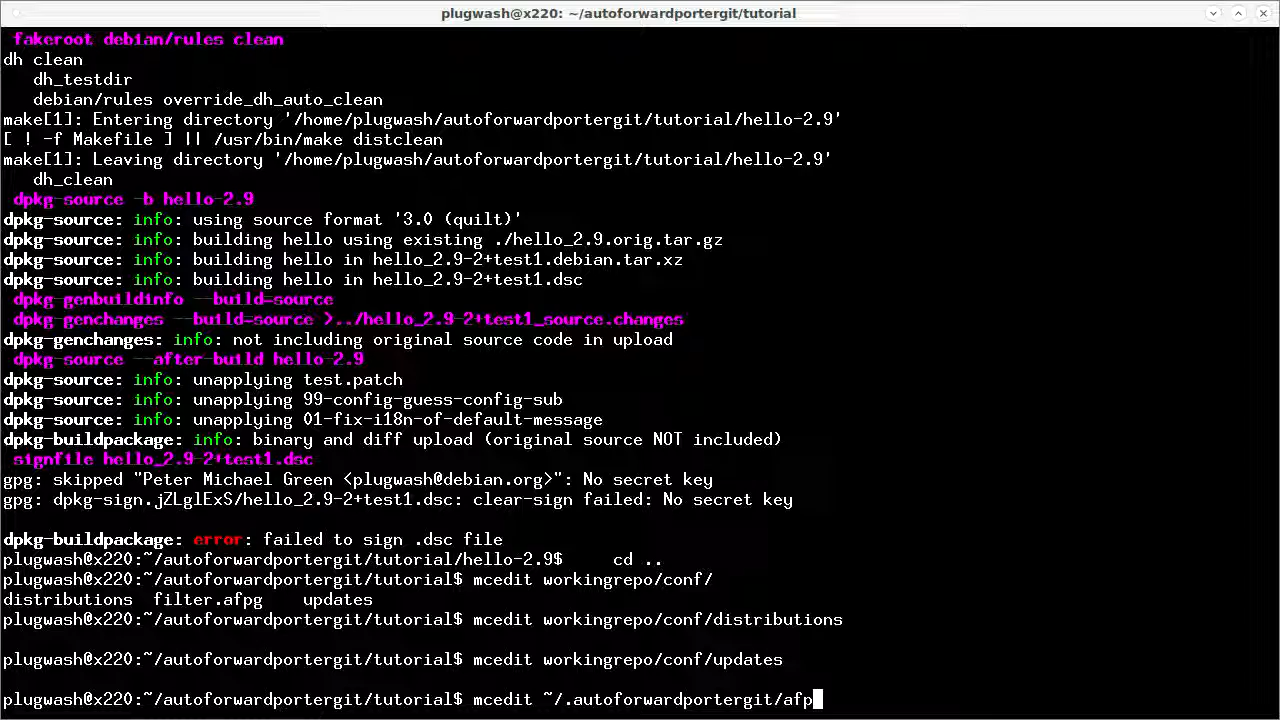 plugwash@x220: ~/autoforwardportergit/tutorial
fakeroot debian/rules clean
dh clean
dh_testdir
debian/rules override_dh_auto_clean
make[1]: Entering directory '/home/plugwash/autoforwardportergit/tutorial/hello-2.9'
[ ! -f Makefile ] || /usr/bin/make distclean
make[1]: Leaving directory '/home/plugwash/autoforwardportergit/tutorial/hello-2.9'
dh_clean
dpkg-source -b hello-2.9
dpkg-source: info: using source format '3.0 (quilt)'
dpkg-source: info: building hello using existing ./hello_2.9.orig.tar.gz
dpkg-source: info: building hello in hello_2.9-2+test1.debian.tar.xz
dpkg-source: info: building hello in hello_2.9-2+test1.dsc
dpkg-genbuildinfo --build=source
dpkg-genchanges --build=source >../hello_2.9-2+test1_source.changes
dpkg-genchanges: info: not including original source code in upload
dpkg-source --after-build hello-2.9
dpkg-source: info: unapplying test.patch
dpkg-source: info: unapplying 99-config-guess-config-sub
dpkg-source: info: unapplying 01-fix-i18n-of-default-message
dpkg-buildpackage: info: binary and diff upload (original source NOT included)
signfile hello_2.9-2+test1.dsc
gpg: skipped "Peter Michael Green <plugwash@debian.org>": No secret key
gpg: dpkg-sign.jZLglExS/hello_2.9-2+test1.dsc: clear-sign failed: No secret key
dpkg-buildpackage: error: failed to sign .dsc file
plugwash@x220:~/autoforwardportergit/tutorial/hello-2.9$     cd ..
plugwash@x220:~/autoforwardportergit/tutorial$ mcedit workingrepo/conf/
distributions  filter.afpg    updates
plugwash@x220:~/autoforwardportergit/tutorial$ mcedit workingrepo/conf/distributions
plugwash@x220:~/autoforwardportergit/tutorial$ mcedit workingrepo/conf/updates
plugwash@x220:~/autoforwardportergit/tutorial$ mcedit ~/.autoforwardportergit/afp